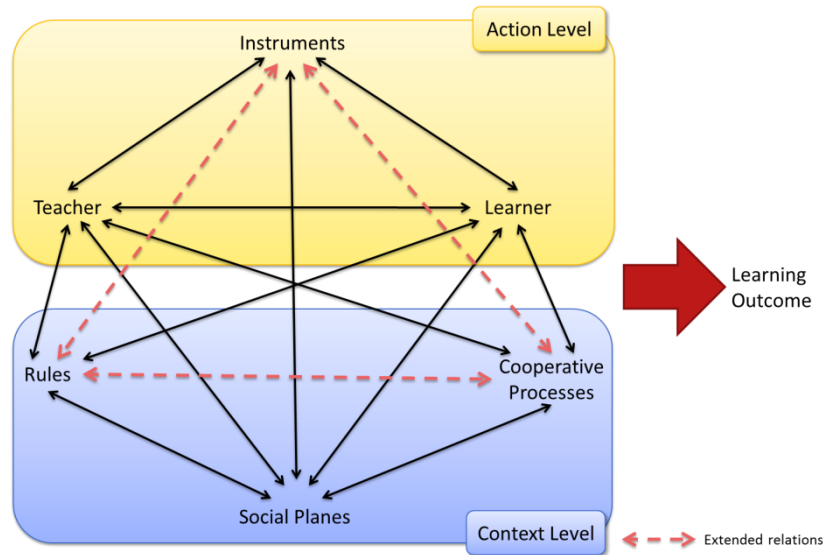 Action Level
Instruments
Teacher
Learner
Learning
Outcome
Rules
Cooperative
Processes
Social Planes
Context Level
Extended relations